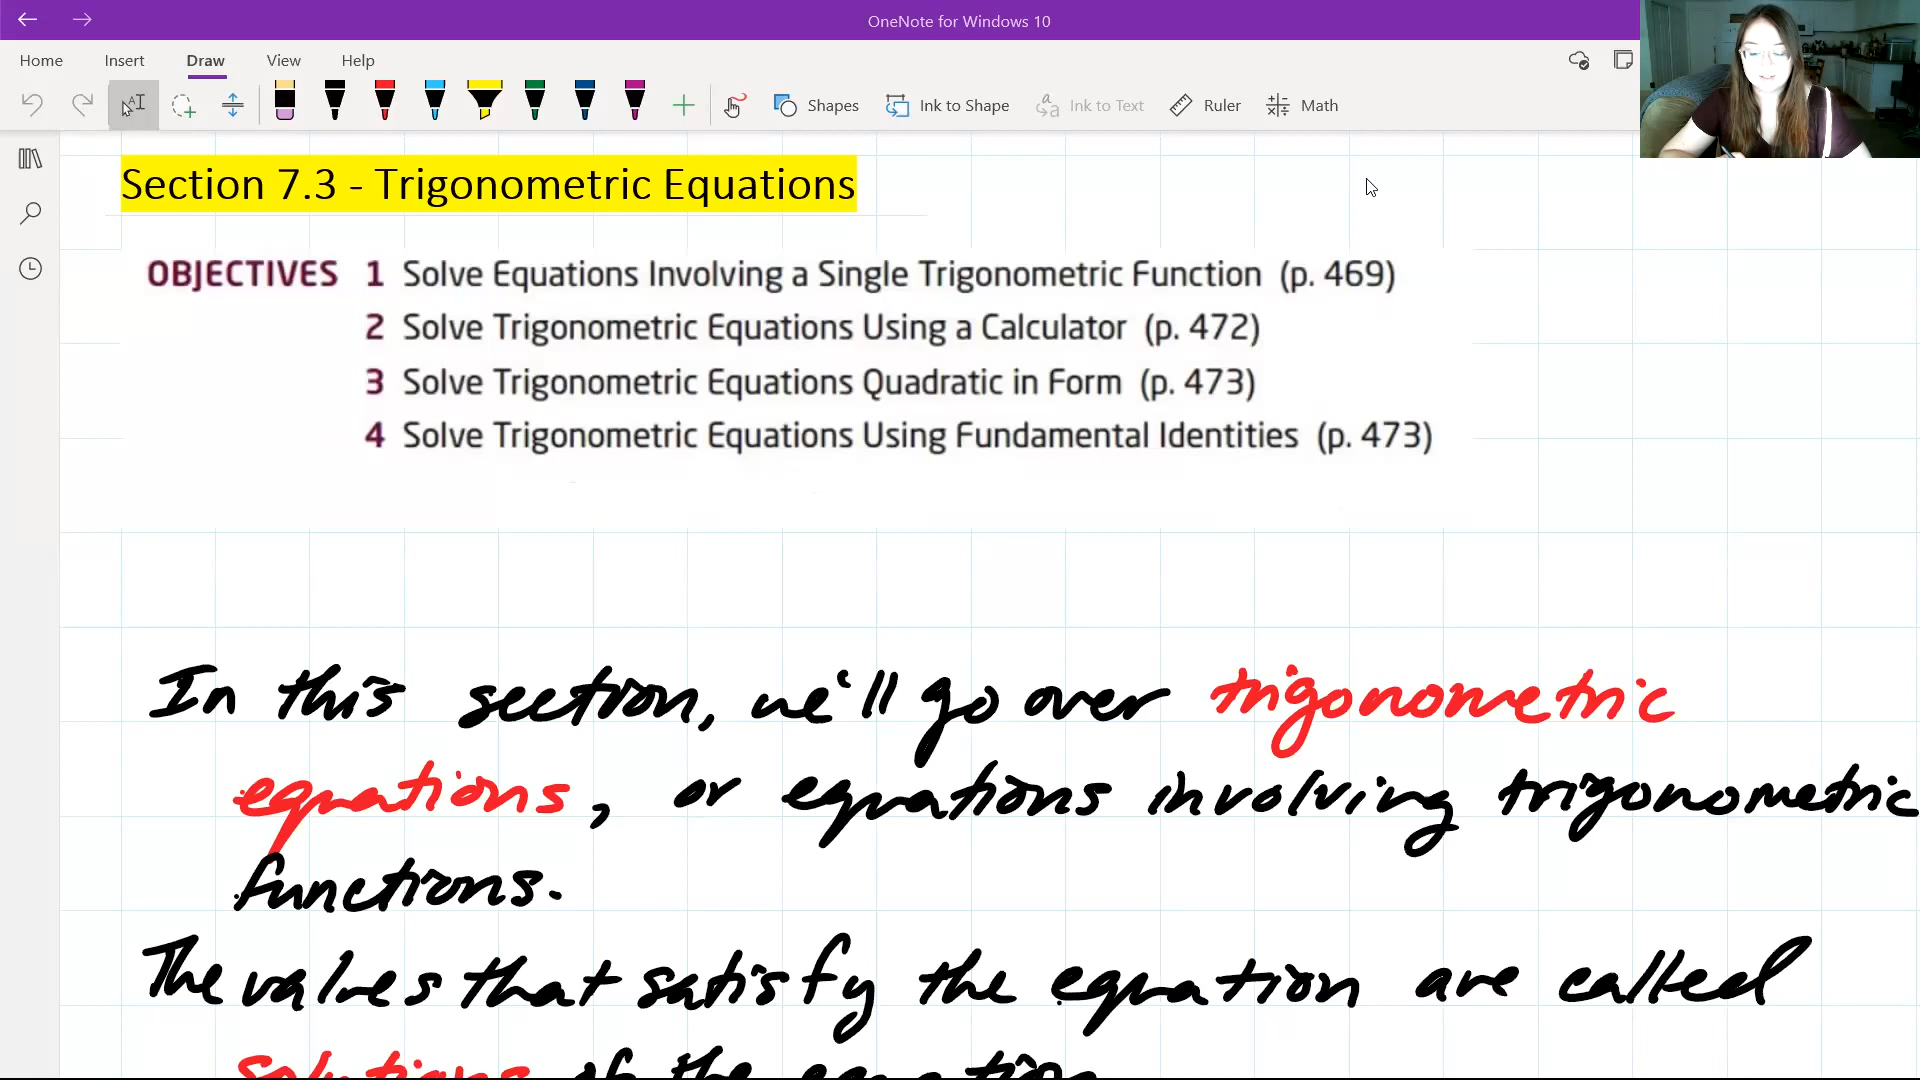 OneNote for Windows 10
Home Insert Draw View Help
Shapes Ink to Shape Ink to Text Ruler Math
Section 7.3 - Trigonometric Equations
OBJECTIVES 1 Solve Equations Involving a Single Trigonometric Function (p. 469)
2 Solve Trigonometric Equations Using a Calculator (p. 472)
3 Solve Trigonometric Equations Quadratic in Form (p. 473)
4 Solve Trigonometric Equations Using Fundamental Identities (p. 473)
In this section, we'll go over trigonometric
equations, or equations involving trigonometric
functions.
The values that satisfy the equation are called
solutions of the equation